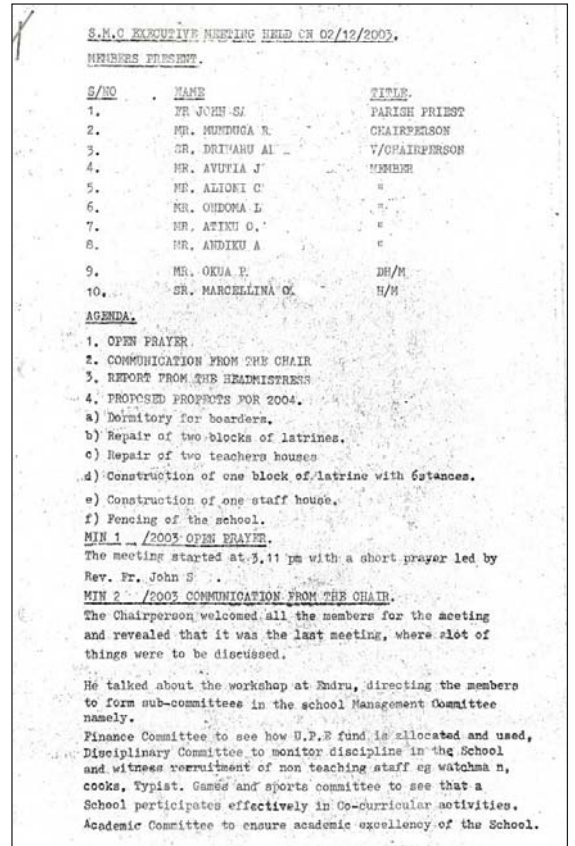 S.M.C EXECUTIVE MEETING HELD ON 02/12/2003.
MEMBERS PRESENT.
S/NO . NAME TITLE.
1. FR JOHN SA PARISH PRIEST
2. MR. MUNDUGA R. CHAIRPERSON
3. SR. DRIWARU AL V/CHAIRPERSON
4. MR. AVUTIA J MEMBER
5. MR. ALIONI C "
6. MR. ONDOMA L "
7. MR. ATIKU O. "
8. MR. ANDIKU A "
9. MR. OKUA P. DH/M
10. SR. MARCELLINA H/M
AGENDA.
1. OPEN PRAYER
2. COMMUNICATION FROM THE CHAIR
3. REPORT FROM THE HEADMISTRESS
4. PROPOSED PROPECTS FOR 2004.
a) Dormitory for boarders.
b) Repair of two blocks of latrines.
c) Repair of two teachers houses
d) Construction of one block of latrine with 6stances.
e) Construction of one staff house.
f) Fencing of the school.
MIN 1 /2003 OPEN PRAYER.
The meeting started at 3.11 pm with a short prayer led by
Rev. Fr. John S .
MIN 2 /2003 COMMUNICATION FROM THE CHAIR.
The Chairperson welcomed all the members for the meeting
and revealed that it was the last meeting, where alot of
things were to be discussed.
He talked about the workshop at Endru, directing the members
to form sub-committees in the school Management Committee
namely.
Finance Committee to see how U.P.E fund is allocated and used,
Disciplinary Committee to monitor discipline in the School
and witness recruitment of non teaching staff eg watchma n,
cooks, Typist. Games and sports committee to see that a
School perticipates effectively in Co-curricular activities.
Academic Committee to ensure academic excellency of the School.